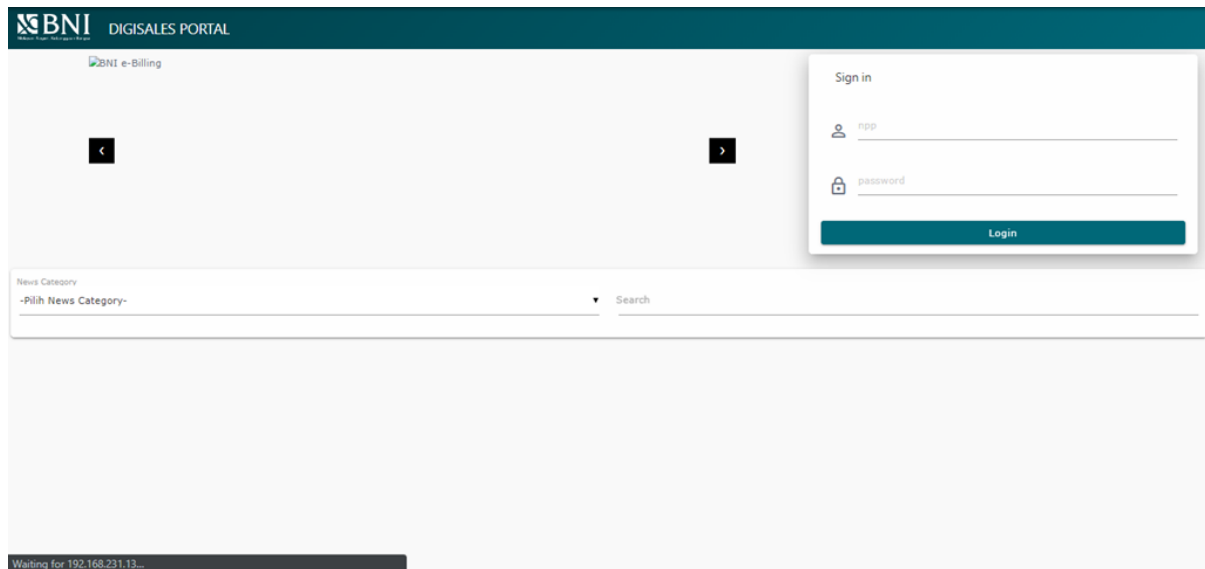 BNI DIGISALES PORTAL
BNI e-Billing
Sign in
npp
password
Login
News Category
-Pilih News Category-
Search
Waiting for 192.168.231.13...